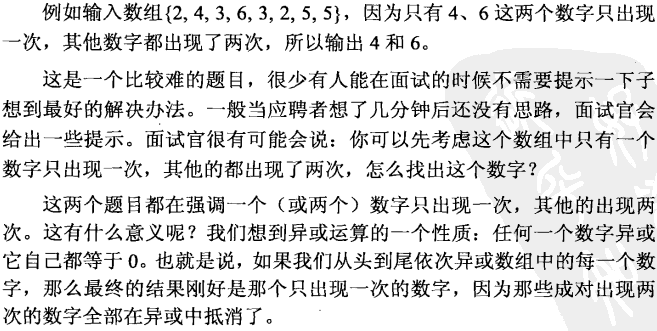 例如输入数组{2, 4, 3, 6, 3, 2, 5, 5}，因为只有 4、6 这两个数字只出现
一次，其他数字都出现了两次，所以输出 4 和 6。
这是一个比较难的题目，很少有人能在面试的时候不需要提示一下子
想到最好的解决办法。一般当应聘者想了几分钟后还没有思路，面试官会
给出一些提示。面试官很有可能会说：你可以先考虑这个数组中只有一个
数字只出现一次，其他的都出现了两次，怎么找出这个数字？
这两个题目都在强调一个（或两个）数字只出现一次，其他的出现两
次。这有什么意义呢？我们想到异或运算的一个性质：任何一个数字异或
它自己都等于 0。也就是说，如果我们从头到尾依次异或数组中的每一个数
字，那么最终的结果刚好是那个只出现一次的数字，因为那些成对出现两
次的数字全部在异或中抵消了。